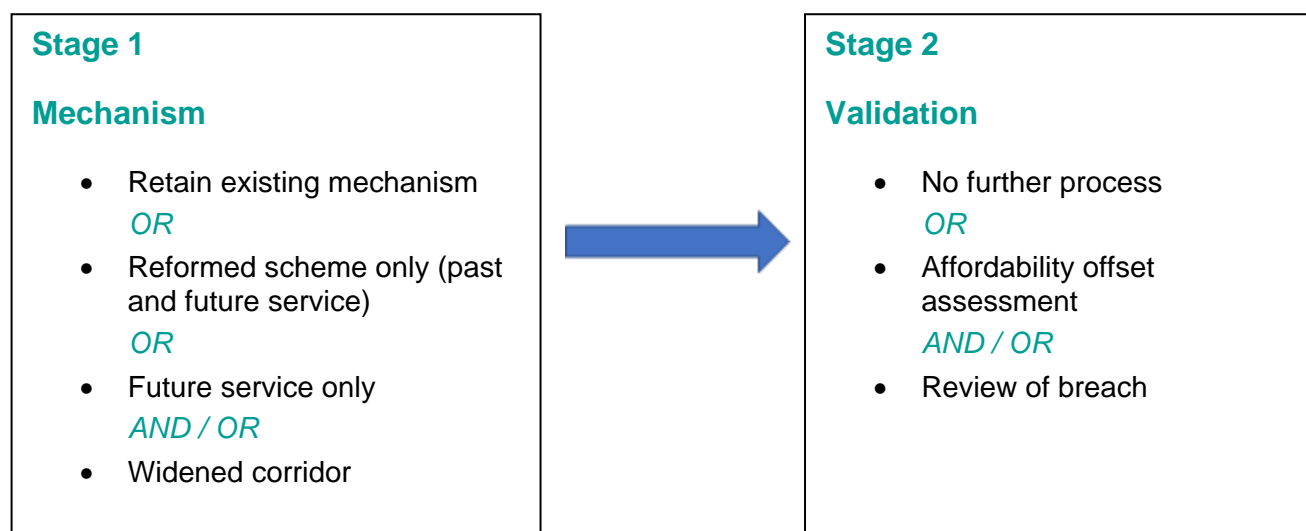 Stage 1
Mechanism
• Retain existing mechanism
OR
• Reformed scheme only (past
and future service)
OR
• Future service only
AND / OR
• Widened corridor
Stage 2
Validation
• No further process
OR
• Affordability offset
assessment
AND / OR
• Review of breach